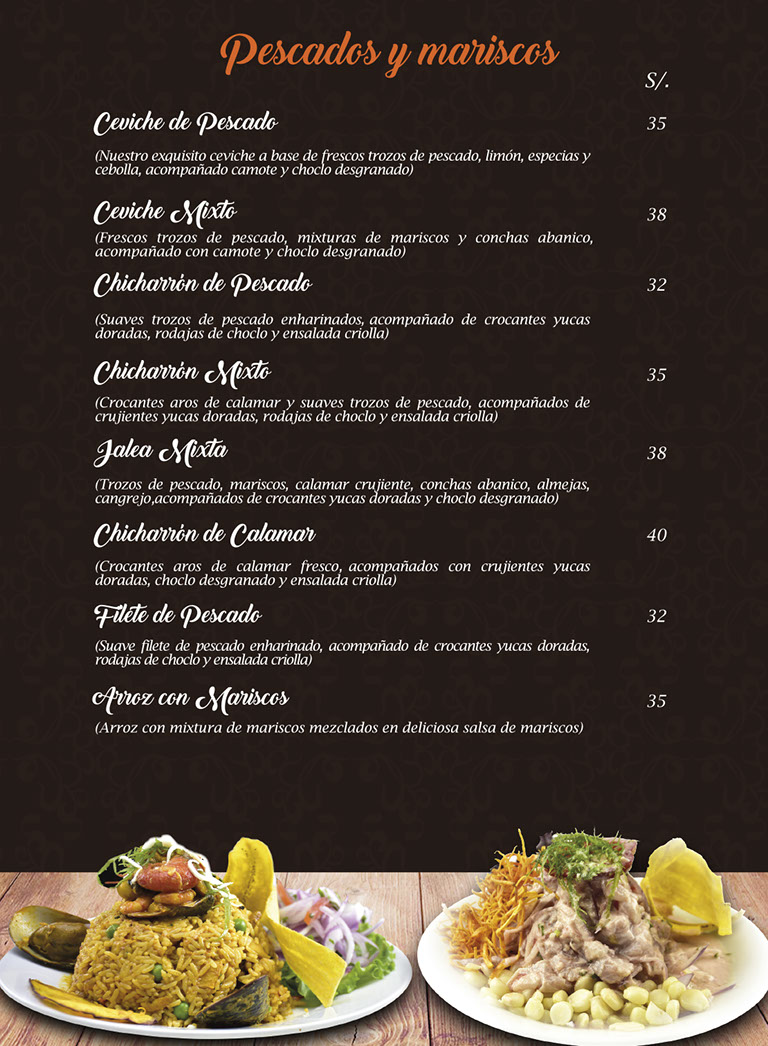 Pescados y mariscos
S/.
Ceviche de Pescado 35
(Nuestro exquisito ceviche a base de frescos trozos de pescado, limón, especias y
cebolla, acompañado camote y choclo desgranado)
Ceviche Mixto 38
(Frescos trozos de pescado, mixturas de mariscos y conchas abanico,
acompañado con camote y choclo desgranado)
Chicharrón de Pescado 32
(Suaves trozos de pescado enharinados, acompañado de crocantes yucas
doradas, rodajas de choclo y ensalada criolla)
Chicharrón Mixto 35
(Crocantes aros de calamar y suaves trozos de pescado, acompañados de
crujientes yucas doradas, rodajas de choclo y ensalada criolla)
Jalea Mixta 38
(Trozos de pescado, mariscos, calamar crujiente, conchas abanico, almejas,
cangrejo,acompañados de crocantes yucas doradas y choclo desgranado)
Chicharrón de Calamar 40
(Crocantes aros de calamar fresco, acompañados con crujientes yucas
doradas, choclo desgranado y ensalada criolla)
Filete de Pescado 32
(Suave filete de pescado enharinado, acompañado de crocantes yucas doradas,
rodajas de choclo y ensalada criolla)
Arroz con Mariscos 35
(Arroz con mixtura de mariscos mezclados en deliciosa salsa de mariscos)